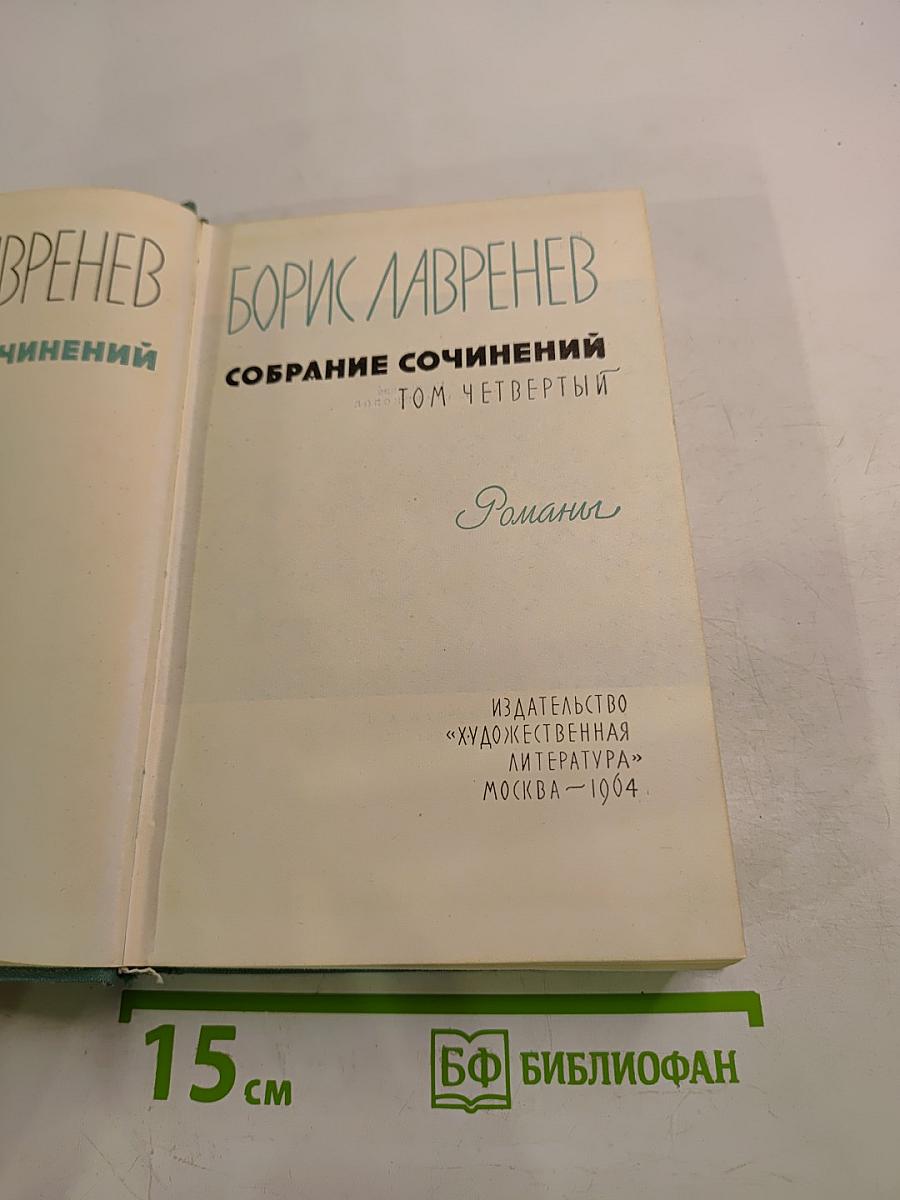 ВРЕНЕВ
ЧИНЕНИЙ
БОРИС ЛАВРЕНЕВ
СОБРАНИЕ СОЧИНЕНИЙ
ТОМ ЧЕТВЕРТЫЙ
Романы
ИЗДАТЕЛЬСТВО
«ХУДОЖЕСТВЕННАЯ
ЛИТЕРАТУРА»
МОСКВА — 1964
15 см
БФ БИБЛИОФАН